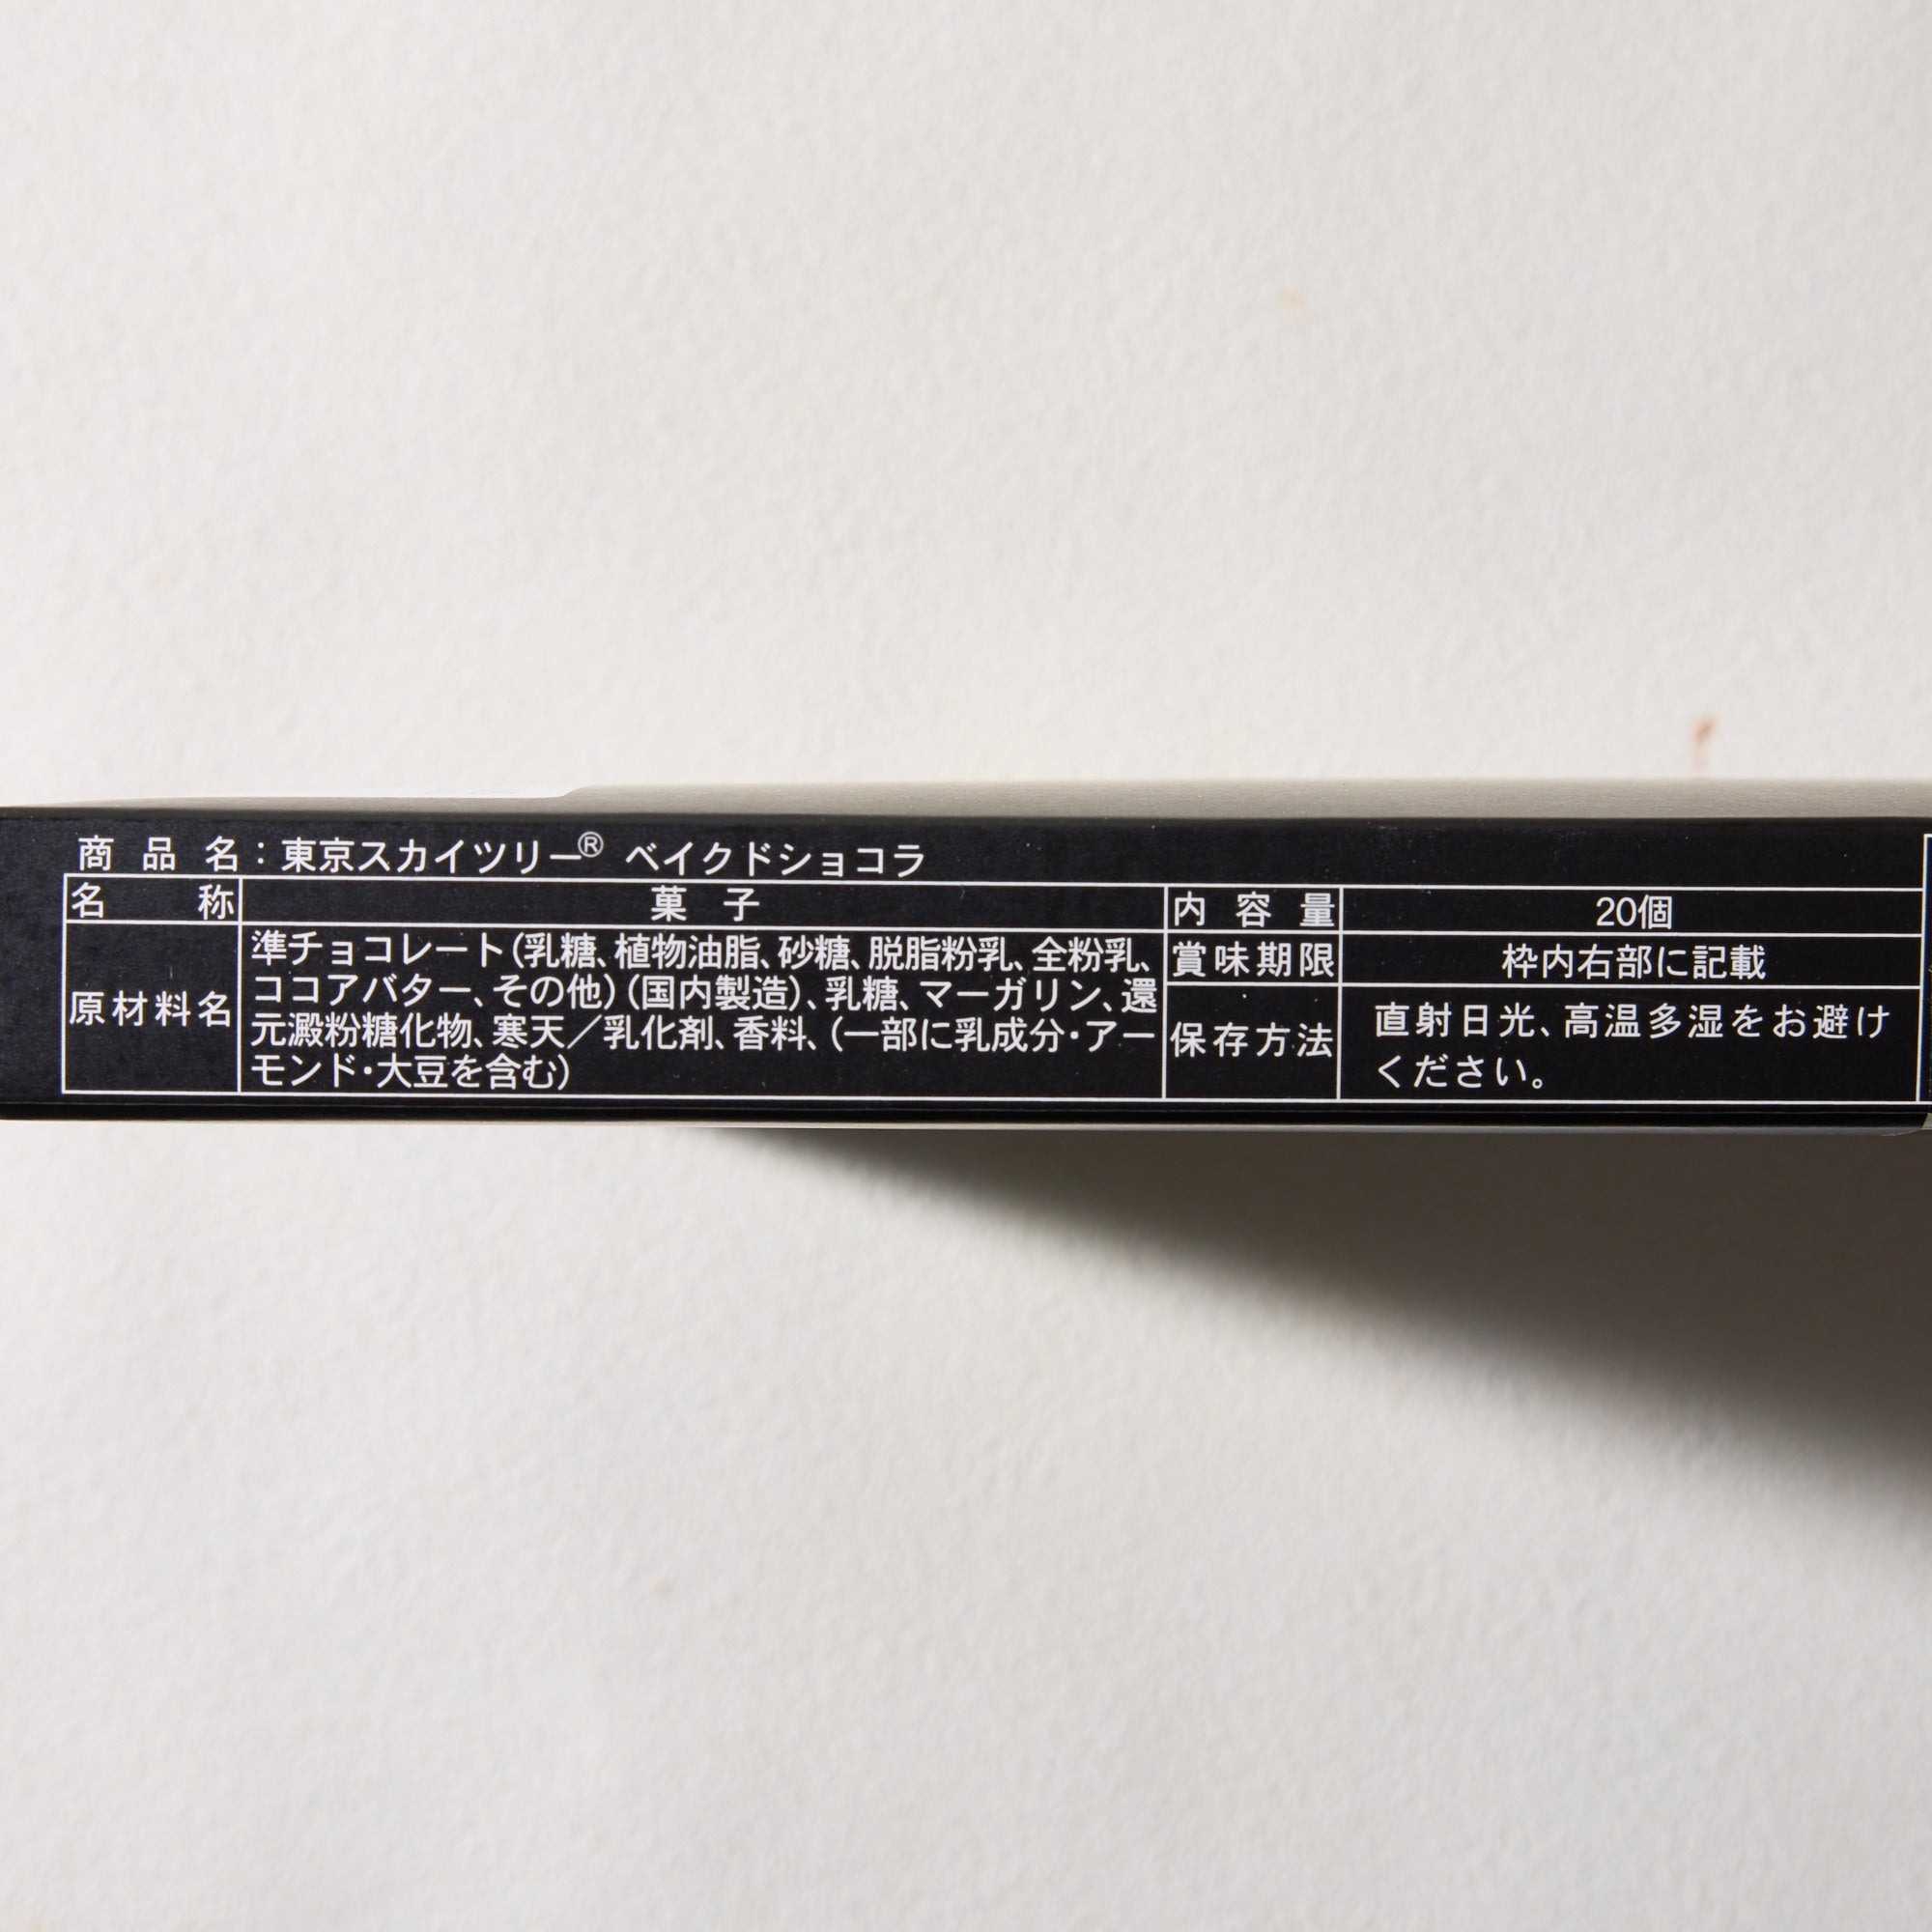 商品名：東京スカイツリー® ベイクドショコラ
名称
菓子
原材料名
準チョコレート(乳糖、植物油脂、砂糖、脱脂粉乳、全粉乳、
ココアバター、その他)(国内製造)、乳糖、マーガリン、還
元澱粉糖化物、寒天／乳化剤、香料、(一部に乳成分・アー
モンド・大豆を含む)
内容量
20個
賞味期限
枠内右部に記載
保存方法
直射日光、高温多湿をお避け
ください。